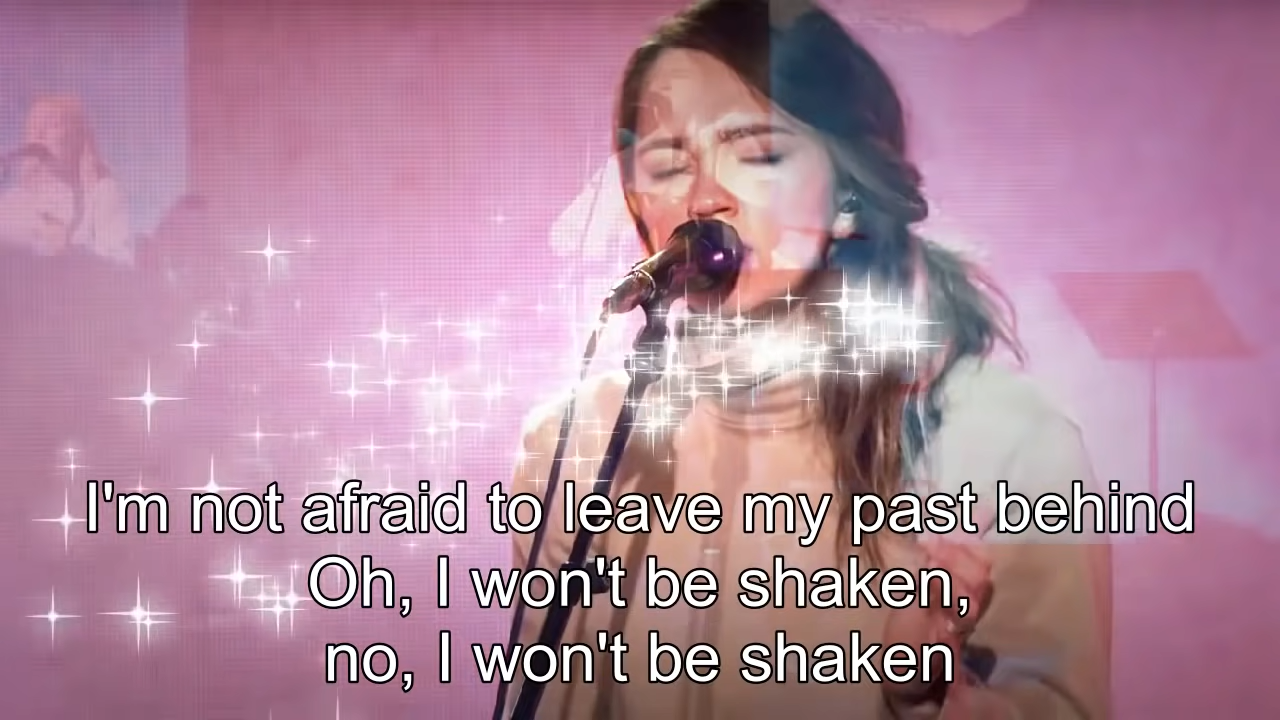 I'm not afraid to leave my past behind
Oh, I won't be shaken,
no, I won't be shaken